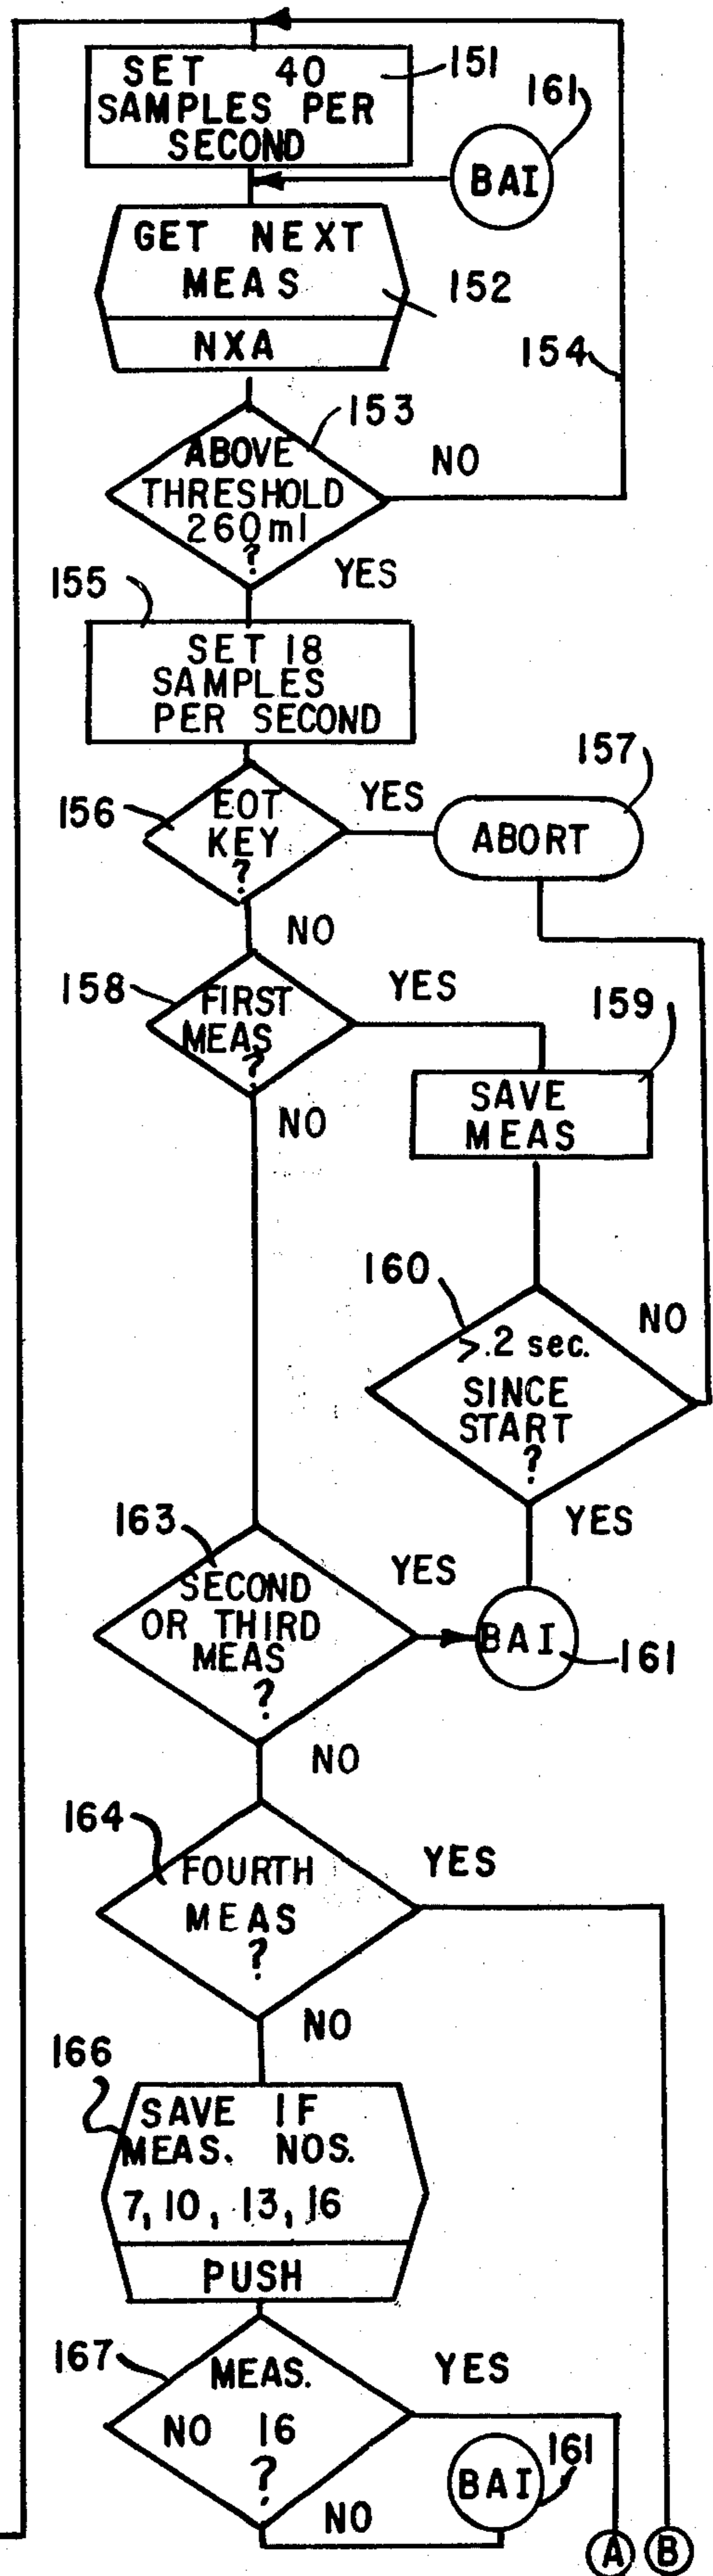 SET 40
SAMPLES PER
SECOND
151
161
BAI
GET NEXT
MEAS
152
NXA
154
153
ABOVE
THRESHOLD
260ml
?
NO
YES
155
SET 18
SAMPLES
PER SECOND
157
156
EOT
KEY
?
YES
ABORT
NO
158
FIRST
MEAS
?
YES
159
SAVE
MEAS
NO
160
>.2 sec.
SINCE
START
?
NO
YES
163
SECOND
OR THIRD
MEAS
?
YES
BAI
161
NO
164
FOURTH
MEAS
?
YES
NO
166
SAVE IF
MEAS. NOS.
7, 10, 13, 16
PUSH
167
MEAS.
NO 16
?
YES
161
BAI
NO
A
B